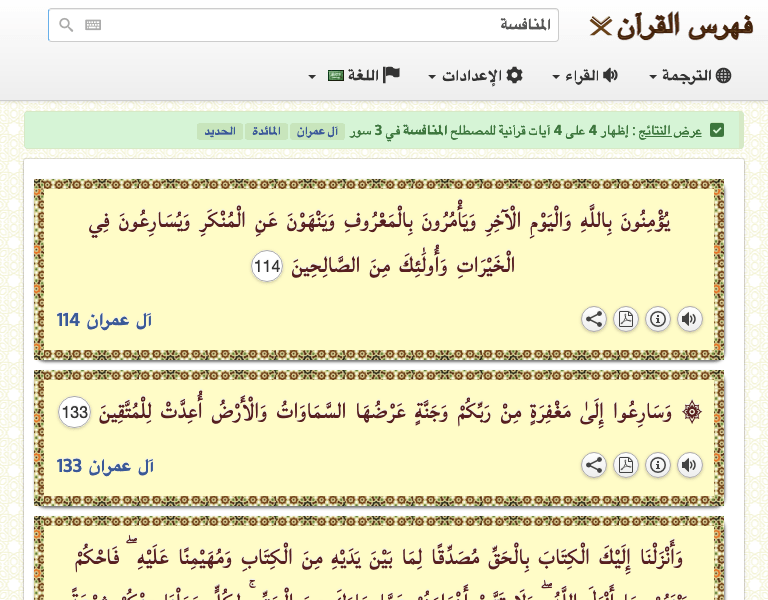 فهرس القرآن
المنافسة
الترجمة القراء الإعدادات اللغة
عرض النتائج : إظهار 4 على 4 آيات قرآنية للمصطلح المنافسة في 3 سور آل عمران المائدة الحديد
يُؤْمِنُونَ بِاللَّهِ وَالْيَوْمِ الْآخِرِ وَيَأْمُرُونَ بِالْمَعْرُوفِ وَيَنْهَوْنَ عَنِ الْمُنْكَرِ وَيُسَارِعُونَ فِي
الْخَيْرَاتِ وَأُولَٰئِكَ مِنَ الصَّالِحِينَ 114
آل عمران 114
۞ وَسَارِعُوا إِلَىٰ مَغْفِرَةٍ مِنْ رَبِّكُمْ وَجَنَّةٍ عَرْضُهَا السَّمَاوَاتُ وَالْأَرْضُ أُعِدَّتْ لِلْمُتَّقِينَ 133
آل عمران 133
وَأَنْزَلْنَا إِلَيْكَ الْكِتَابَ بِالْحَقِّ مُصَدِّقًا لِمَا بَيْنَ يَدَيْهِ مِنَ الْكِتَابِ وَمُهَيْمِنًا عَلَيْهِ ۖ فَاحْكُمْ